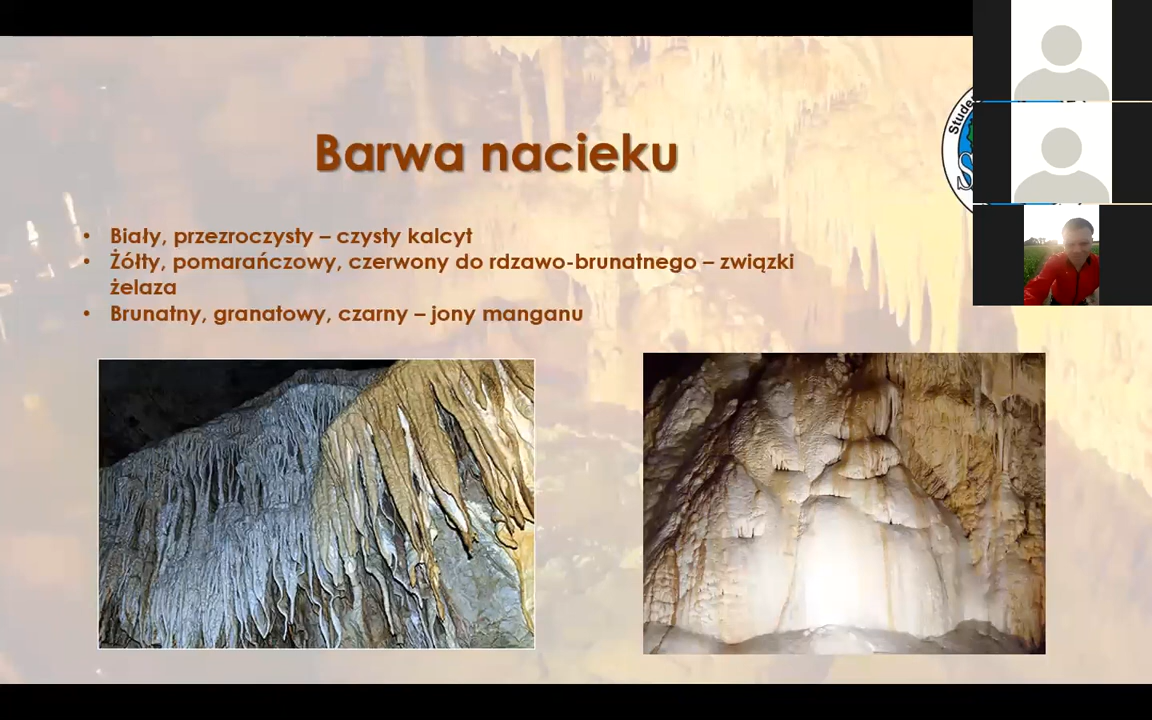 Barwa nacieku
• Biały, przezroczysty – czysty kalcyt
• Żółty, pomarańczowy, czerwony do rdzawo-brunatnego – związki
żelaza
• Brunatny, granatowy, czarny – jony manganu